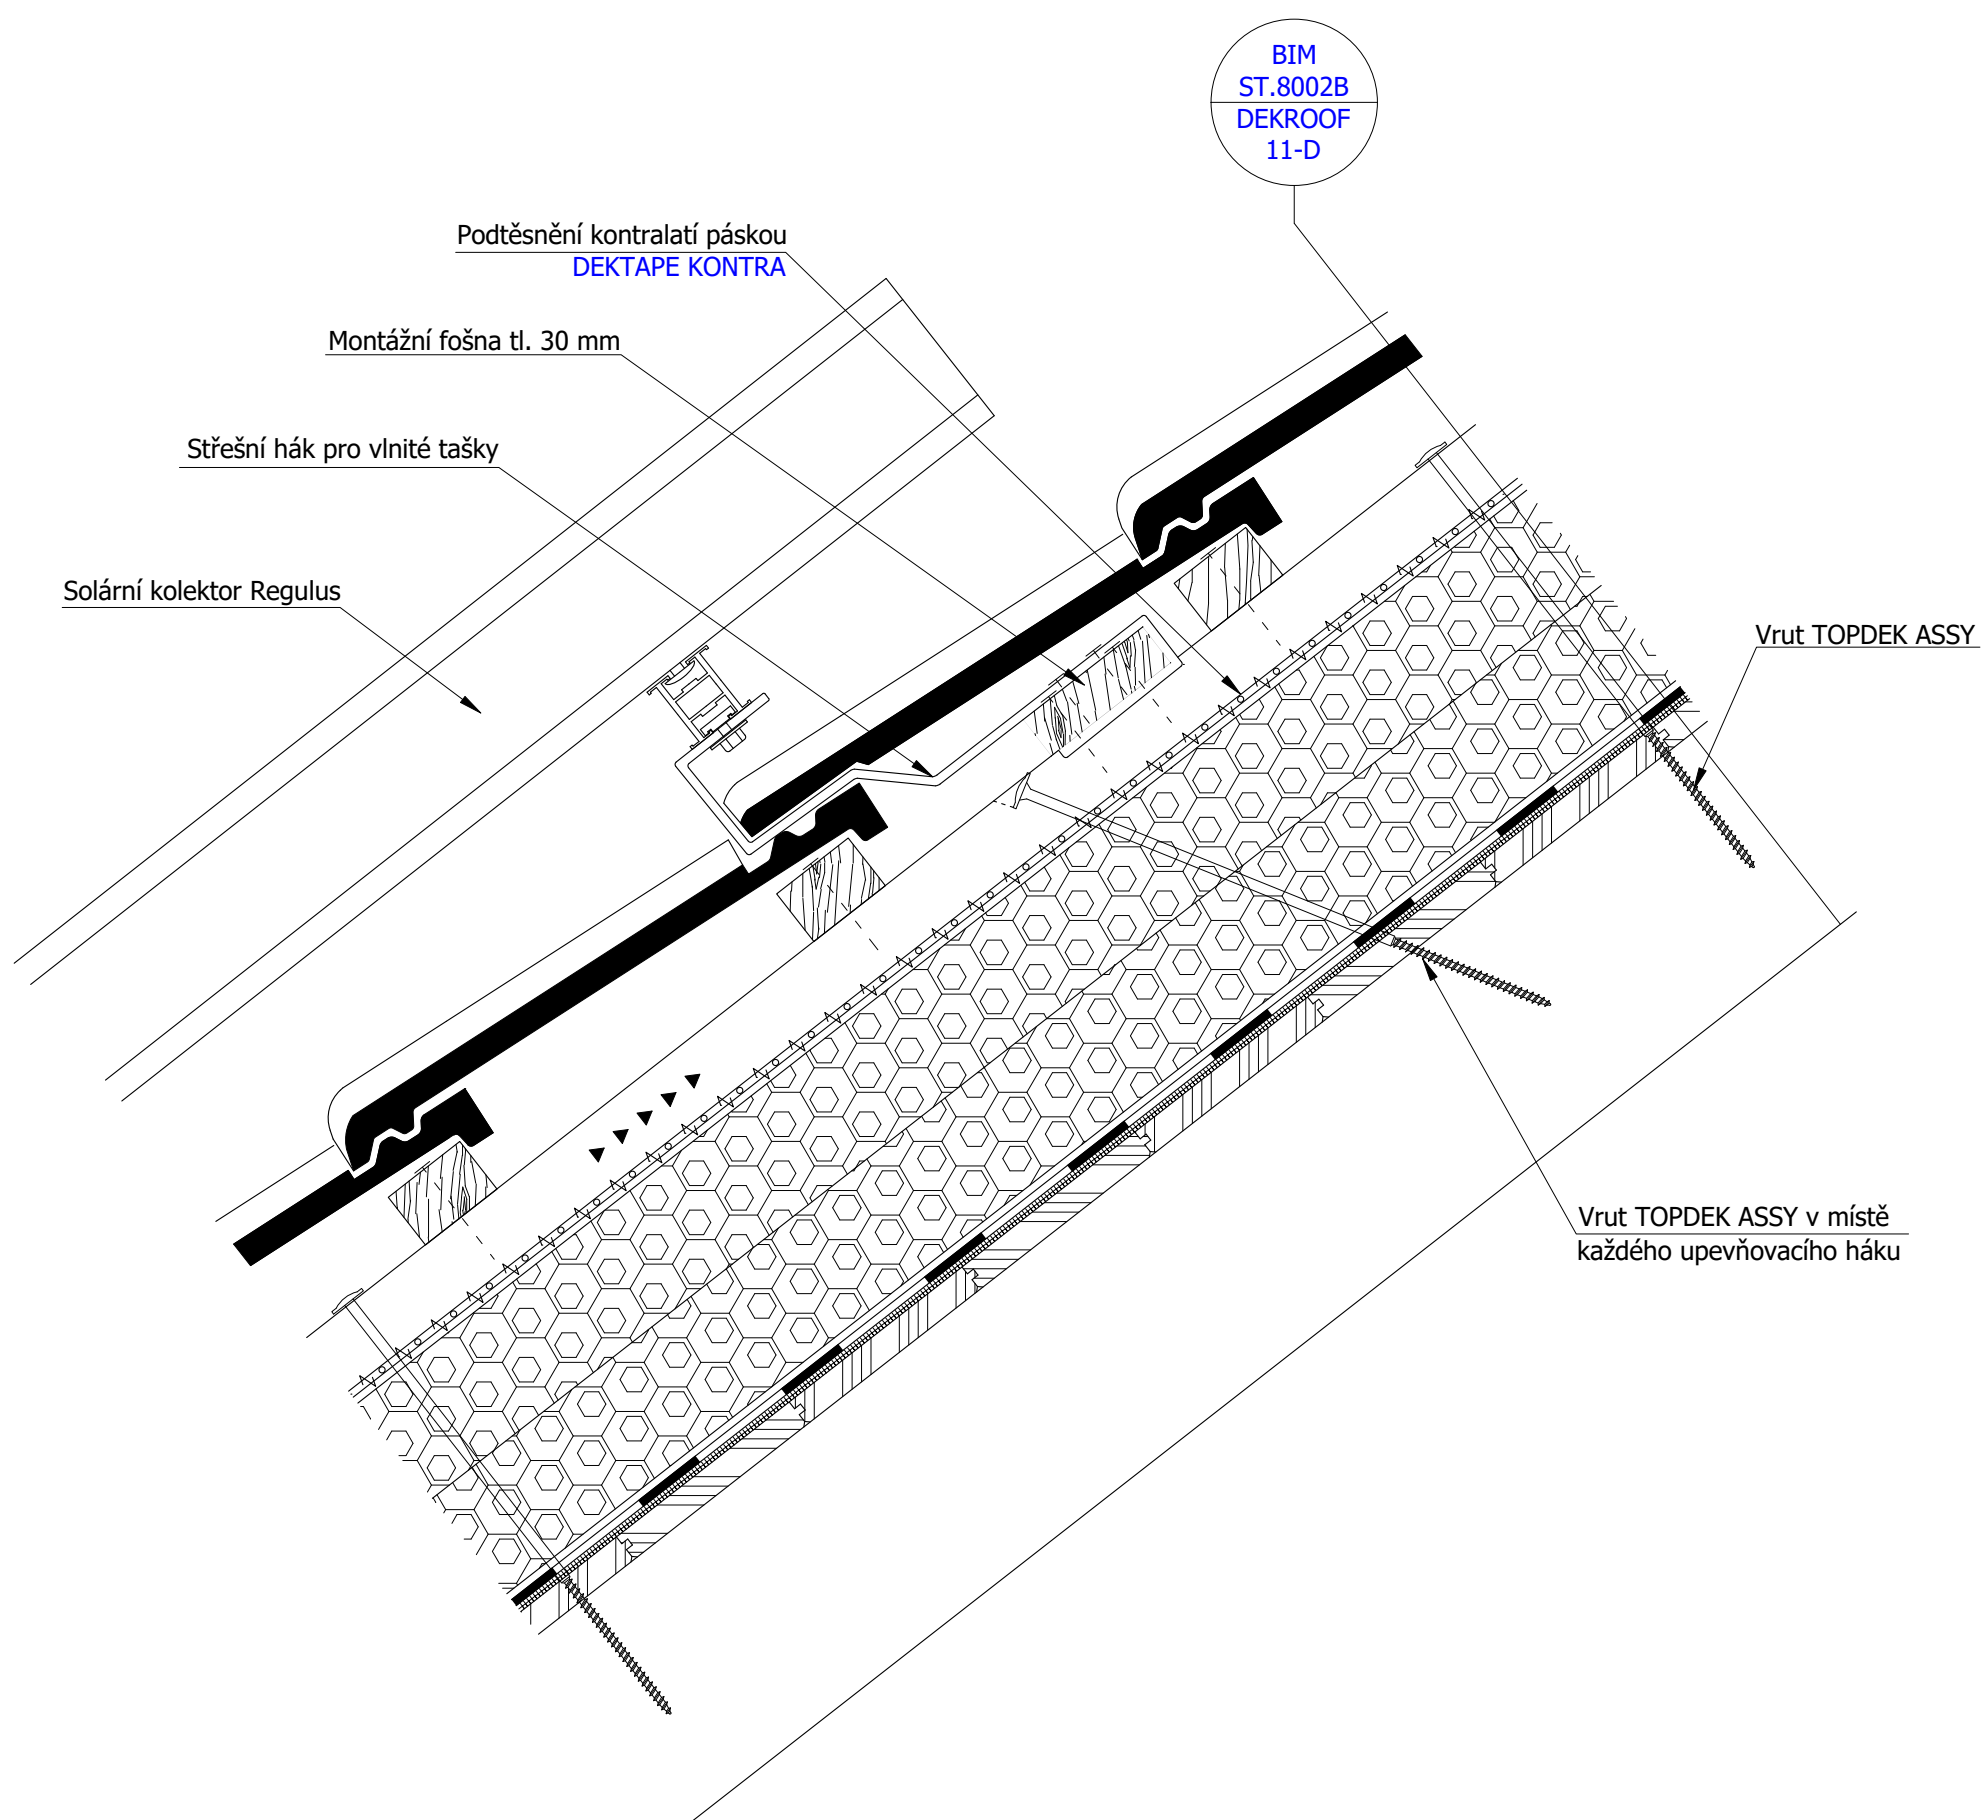 BIM
ST.8002B
DEKROOF
11-D
Podtěsnění kontralatí páskou
DEKTAPE KONTRA
Montážní fošna tl. 30 mm
Střešní hák pro vlnité tašky
Solární kolektor Regulus
Vrut TOPDEK ASSY
Vrut TOPDEK ASSY v místě
každého upevňovacího háku